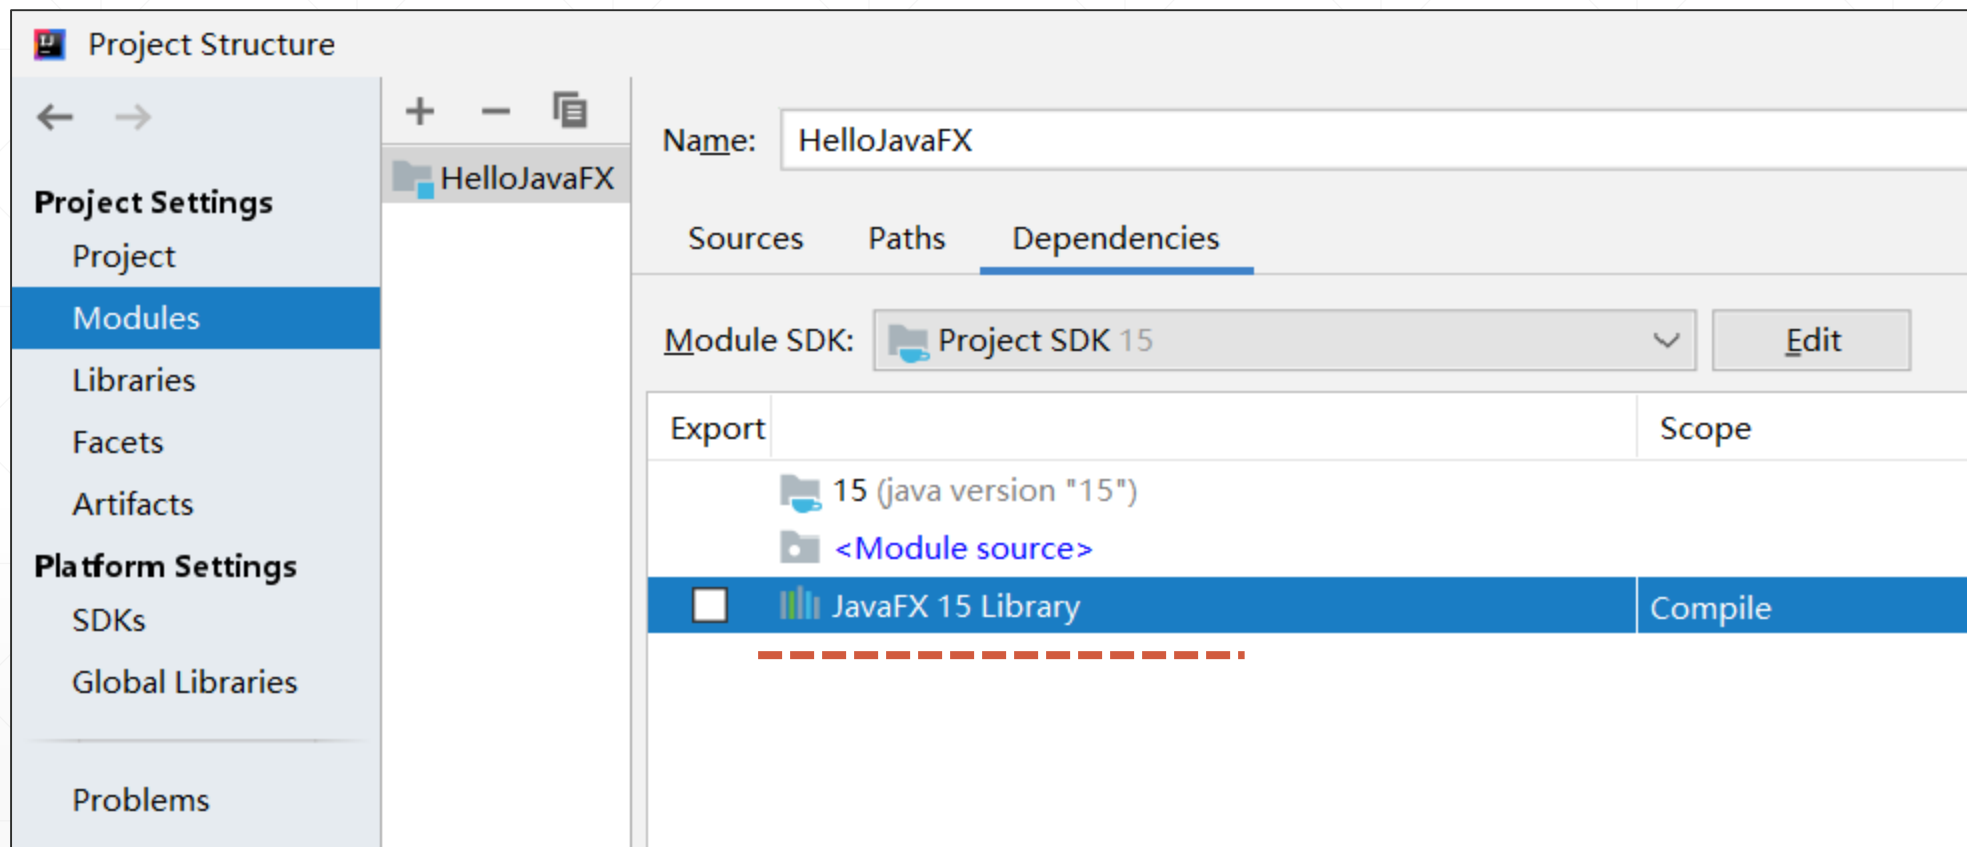 Project Structure
Project Settings
Project
Modules
Libraries
Facets
Artifacts
Platform Settings
SDKs
Global Libraries
Problems
HelloJavaFX
Name: HelloJavaFX
Sources Paths Dependencies
Module SDK: Project SDK 15 Edit
Export Scope
15 (java version "15")
<Module source>
JavaFX 15 Library Compile